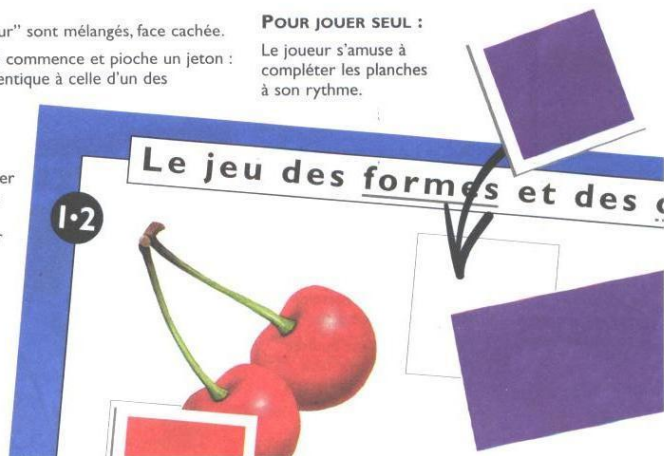 ur” sont mélangés, face cachée.
commence et pioche un jeton :
entique à celle d'un des
er
POUR JOUER SEUL :
Le joueur s'amuse à
compléter les planches
à son rythme.
Le jeu des formes et des
1•2